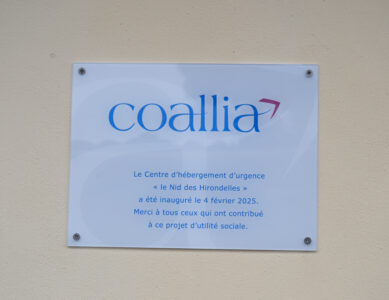 coallia
Le Centre d'hébergement d'urgence
« le Nid des Hirondelles »
a été inauguré le 4 février 2025.
Merci à tous ceux qui ont contribué
à ce projet d'utilité sociale.